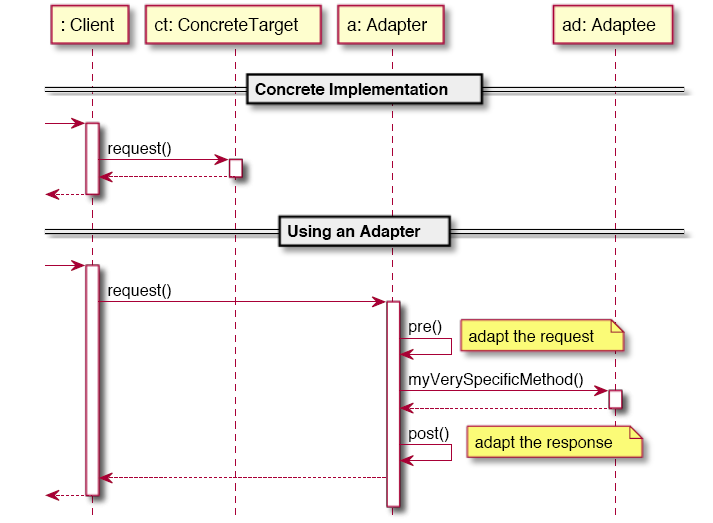 : Client
ct: ConcreteTarget
a: Adapter
ad: Adaptee
Concrete Implementation
request()
Using an Adapter
request()
pre()
adapt the request
myVerySpecificMethod()
post()
adapt the response